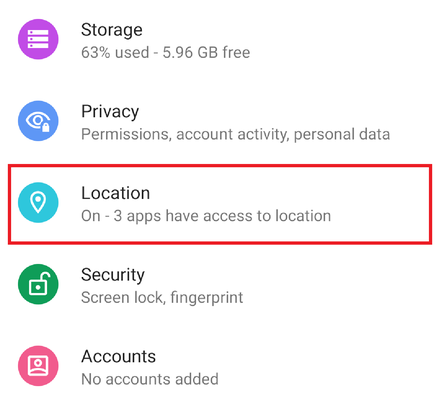 Storage
63% used - 5.96 GB free
Privacy
Permissions, account activity, personal data
Location
On - 3 apps have access to location
Security
Screen lock, fingerprint
Accounts
No accounts added